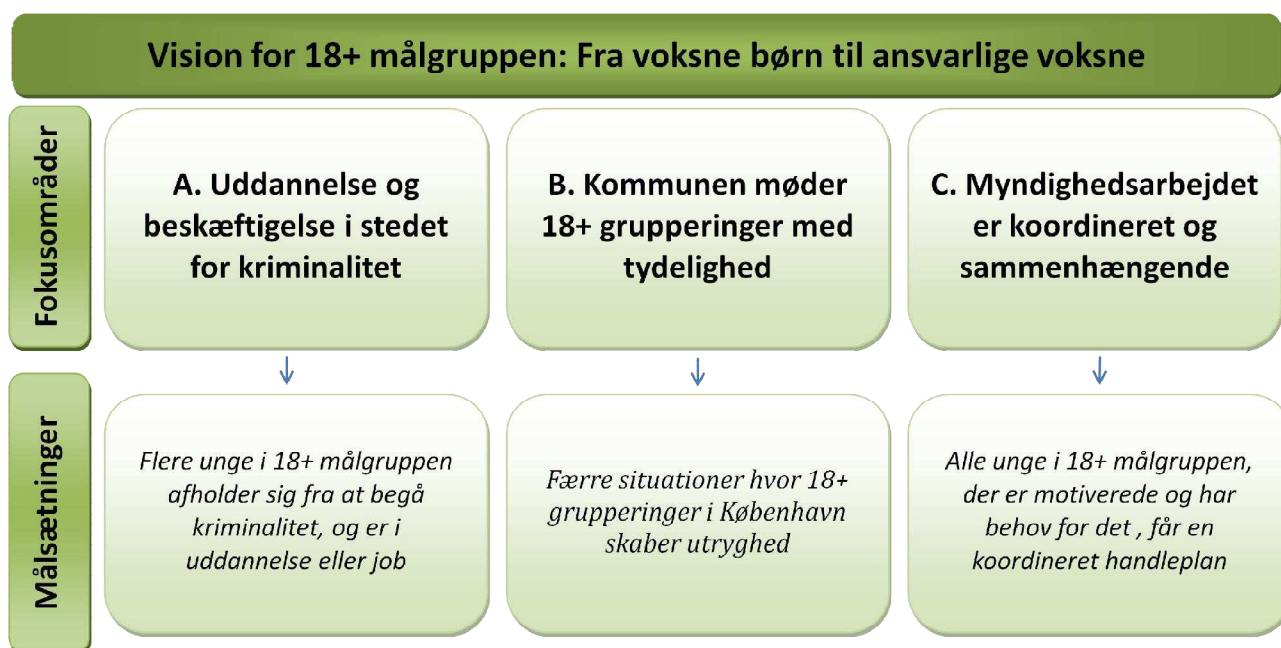 Vision for 18+ målgruppen: Fra voksne børn til ansvarlige voksne
Fokusområder
A. Uddannelse og
beskæftigelse i stedet
for kriminalitet
B. Kommunen møder
18+ grupperinger med
tydelighed
C. Myndighedsarbejdet
er koordineret og
sammenhængende
Målsætninger
Flere unge i 18+ målgruppen
afholder sig fra at begå
kriminalitet, og er i
uddannelse eller job
Færre situationer hvor 18+
grupperinger i København
skaber utryghed
Alle unge i 18+ målgruppen,
der er motiverede og har
behov for det , får en
koordineret handleplan